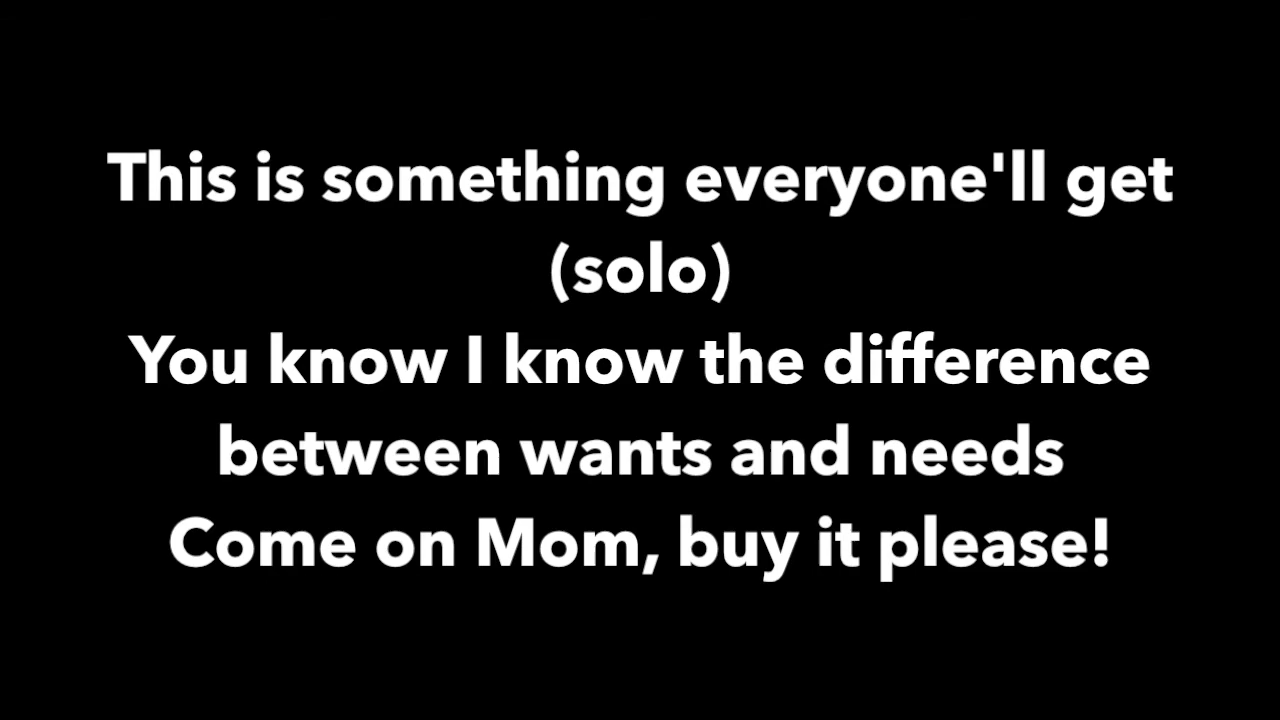 This is something everyone'll get
(solo)
You know I know the difference
between wants and needs
Come on Mom, buy it please!